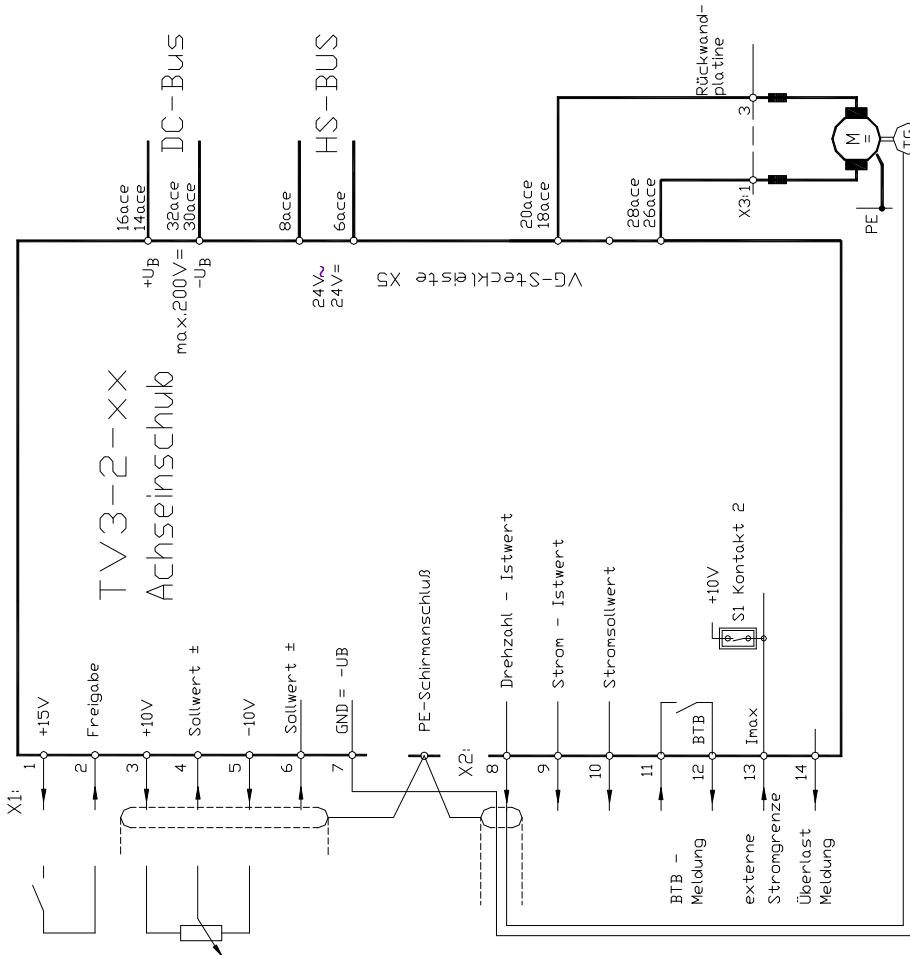 Rückwand-
platine
DC-Bus
HS-BUS
16ace
14ace
32ace
30ace
8ace
6ace
20ace
18ace
28ace
26ace
3
X3:1
M
=
TG
PE
+UB
max.200V=
-UB
24V~
24V=
VG-Steckleiste X5
TV3-2-xx
Achseinschub
+15V
Freigabe
+10V
Sollwert ±
-10V
Sollwert ±
GND = -UB
PE-Schirmanschluß
Drehzahl - Istwert
Strom - Istwert
Stromsollwert
BTB
+10V
S1 Kontakt 2
Imax
X1:
1
2
3
4
5
6
7
X2:
8
9
10
11
12
13
14
BTB -
Meldung
externe
Stromgrenze
Überlast
Meldung